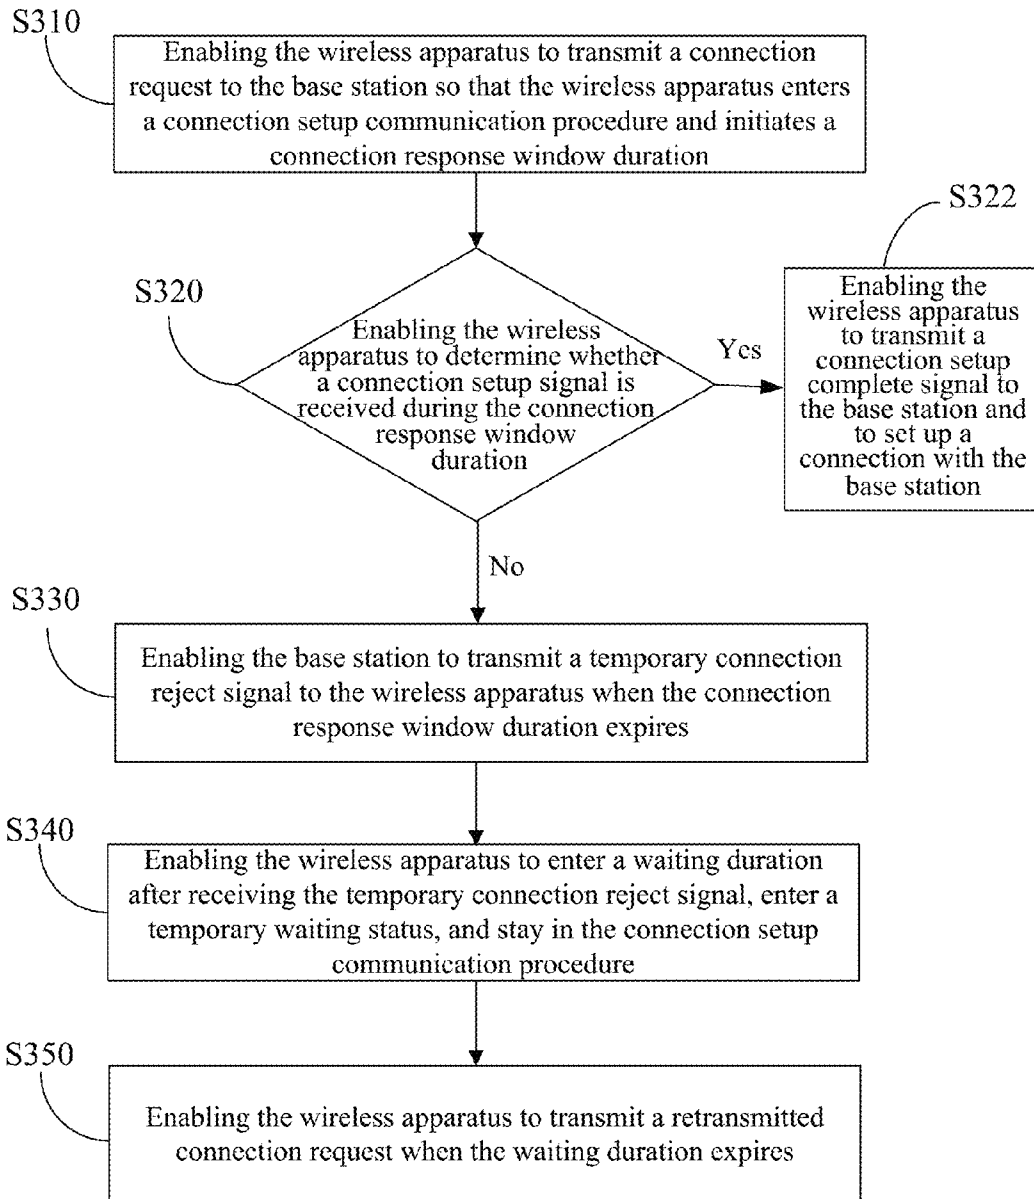 S310
Enabling the wireless apparatus to transmit a connection
request to the base station so that the wireless apparatus enters
a connection setup communication procedure and initiates a
connection response window duration
S322
S320
Enabling the wireless
apparatus to determine whether
a connection setup signal is
received during the connection
response window
duration
Yes
Enabling the
wireless apparatus
to transmit a
connection setup
complete signal to
the base station and
to set up a
connection with the
base station
No
S330
Enabling the base station to transmit a temporary connection
reject signal to the wireless apparatus when the connection
response window duration expires
S340
Enabling the wireless apparatus to enter a waiting duration
after receiving the temporary connection reject signal, enter a
temporary waiting status, and stay in the connection setup
communication procedure
S350
Enabling the wireless apparatus to transmit a retransmitted
connection request when the waiting duration expires